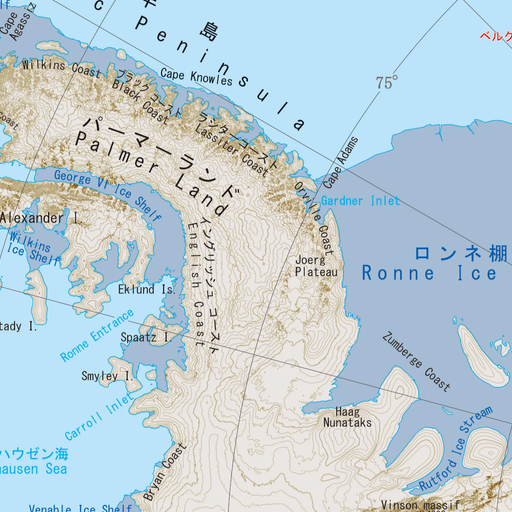 半島
c Peninsula
ベルク
Cape
Agassiz
Wilkins Coast
ブラック コースト
Black Coast
Cape Knowles
75°
ラシター コースト
Lassiter Coast
パーマーランド
Palmer Land
Coast
George VI Ice Shelf
Alexander I.
Wilkins
Ice Shelf
イングリッシュ コースト
English Coast
Orville Coast
Cape Adams
Gardner Inlet
ロンネ棚
Ronne Ice
Joerg
Plateau
Eklund Is.
tady I.
Ronne Entrance
Spaatz I.
Smyley I.
Carroll Inlet
Zumberge Coast
Haag
Nunataks
Rutford Ice Stream
ハウゼン海
hausen Sea
Bryan Coast
Venable Ice Shelf
Vinson massif